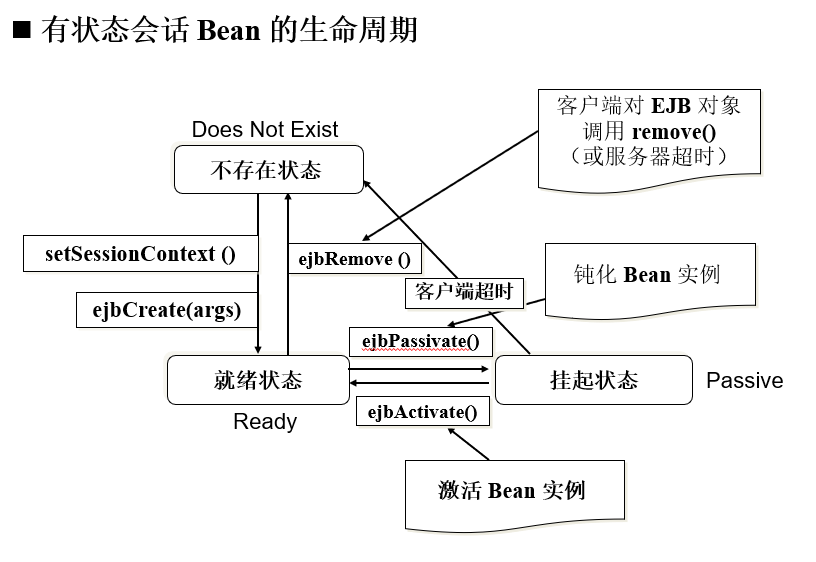 ■ 有状态会话 Bean 的生命周期
客户端对 EJB 对象
调用 remove()
（或服务器超时）
Does Not Exist
不存在状态
setSessionContext ()
ejbRemove ()
钝化 Bean 实例
客户端超时
ejbCreate(args)
ejbPassivate()
就绪状态
挂起状态
Passive
Ready
ejbActivate()
激活 Bean 实例